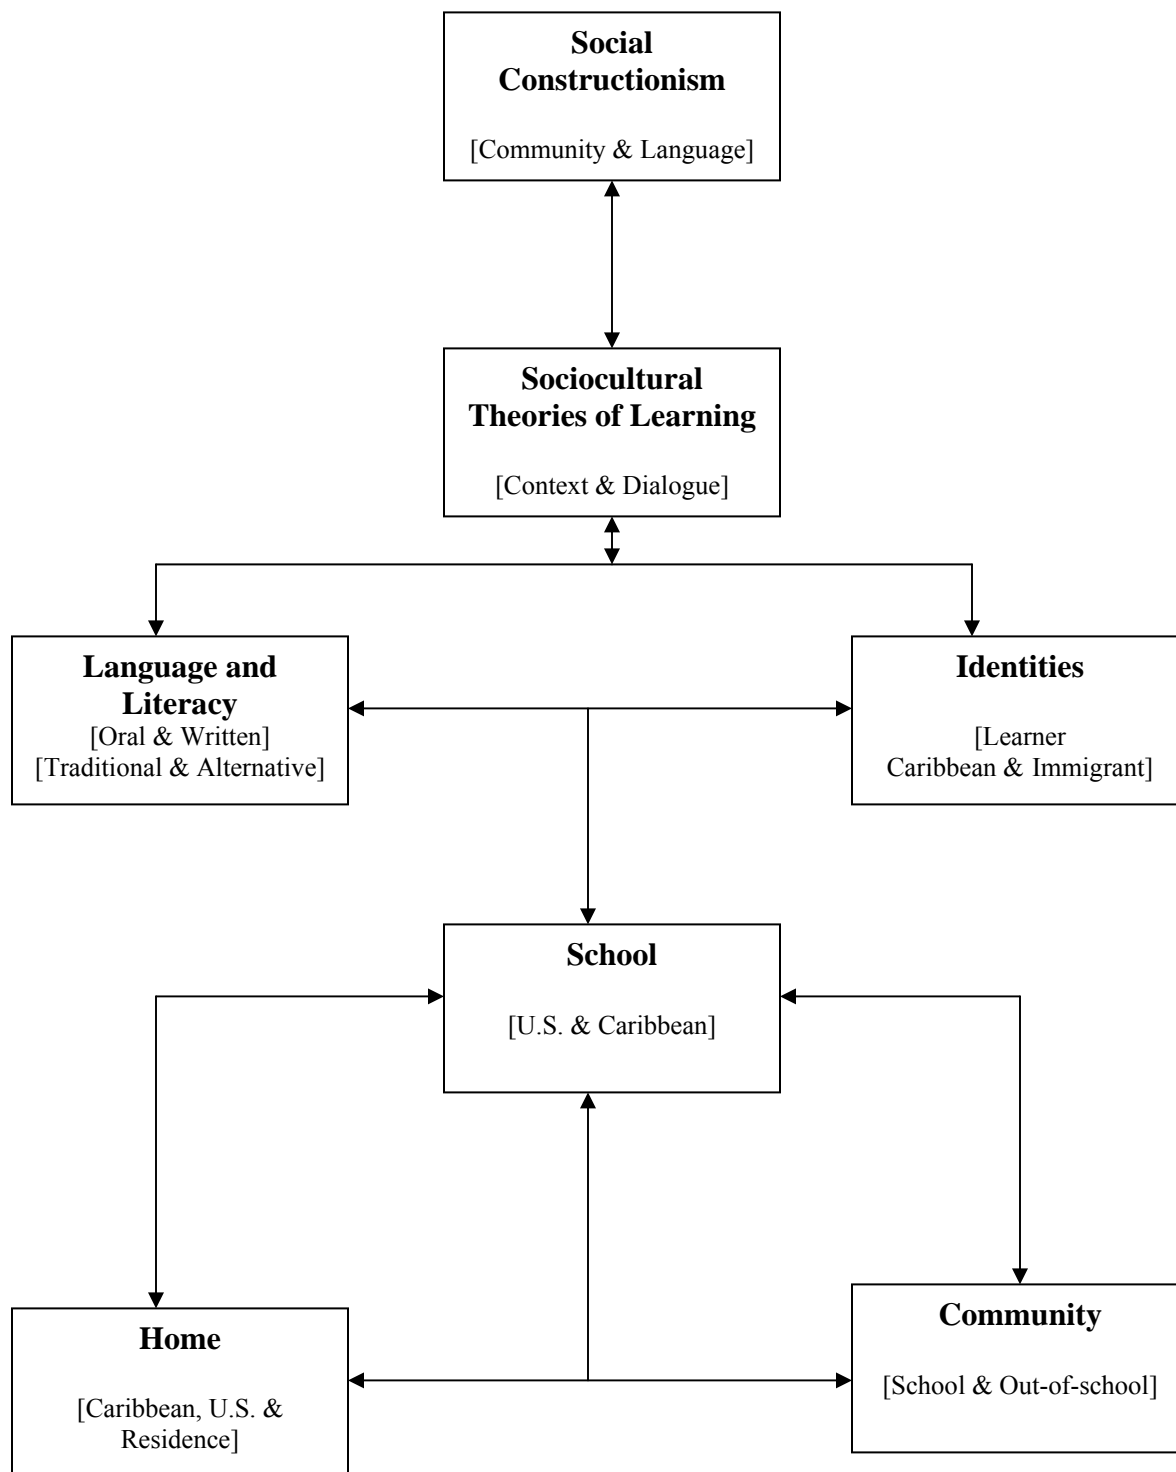 Social
Constructionism
[Community & Language]
Sociocultural
Theories of Learning
[Context & Dialogue]
Language and
Literacy
[Oral & Written]
[Traditional & Alternative]
Identities
[Learner
Caribbean & Immigrant]
School
[U.S. & Caribbean]
Home
[Caribbean, U.S. &
Residence]
Community
[School & Out-of-school]